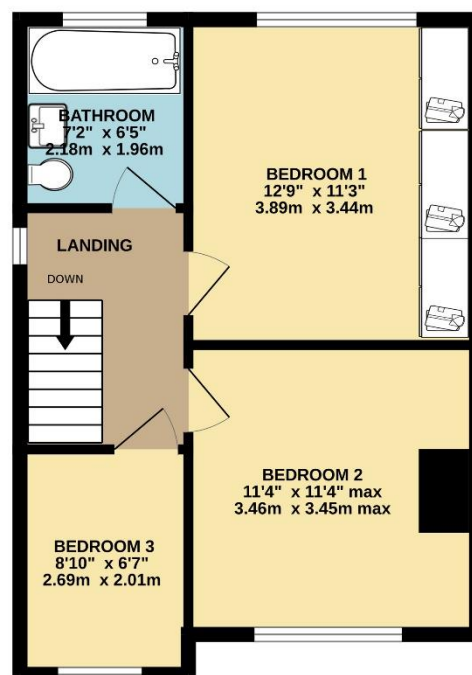 BATHROOM
7'2" x 6'5"
2.18m x 1.96m
BEDROOM 1
12'9" x 11'3"
3.89m x 3.44m
LANDING
DOWN
BEDROOM 2
11'4" x 11'4" max
3.46m x 3.45m max
BEDROOM 3
8'10" x 6'7"
2.69m x 2.01m